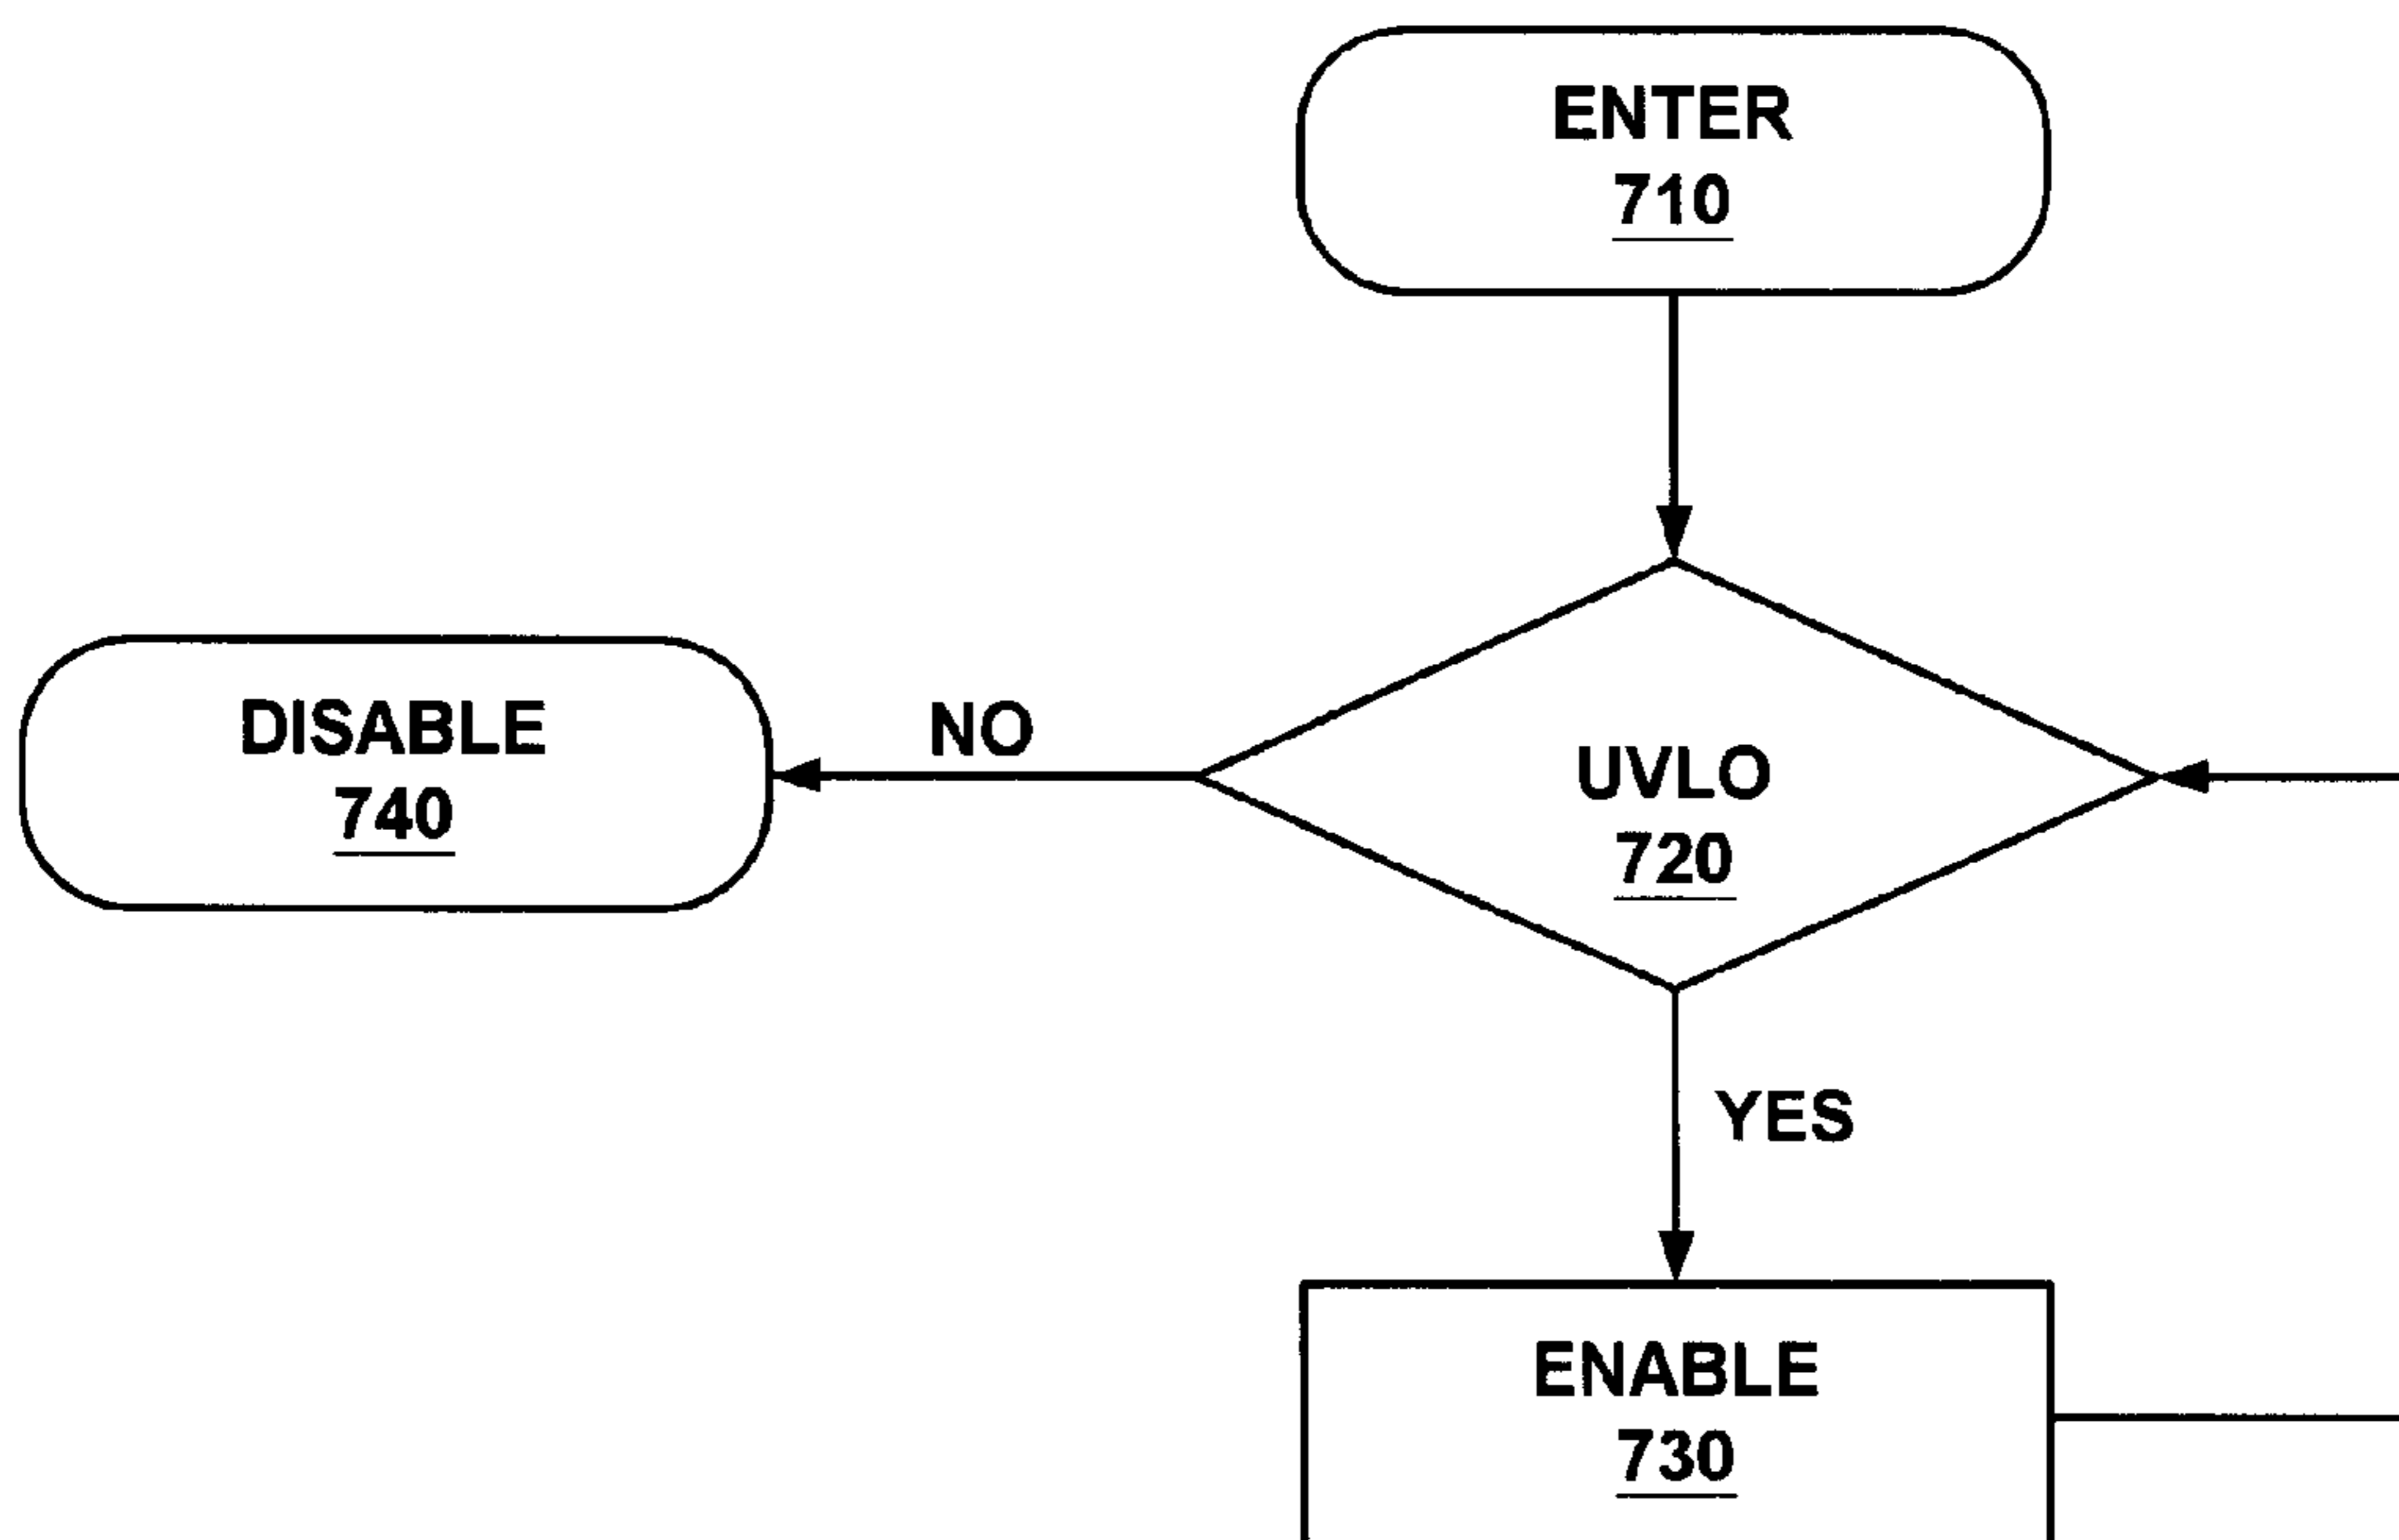 ENTER
710
DISABLE
740
NO
UVLO
720
YES
ENABLE
730